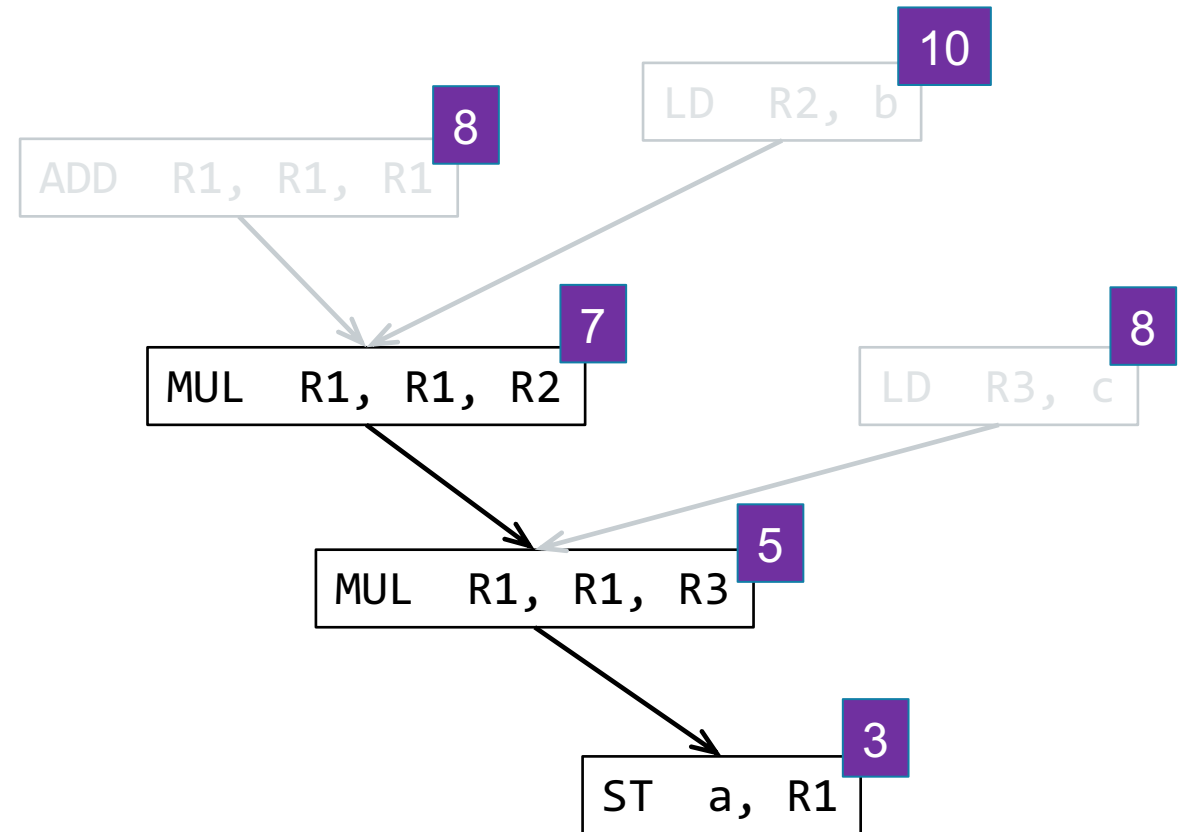 10
LD R2, b
8
ADD R1, R1, R1
7
MUL R1, R1, R2
8
LD R3, c
5
MUL R1, R1, R3
3
ST a, R1